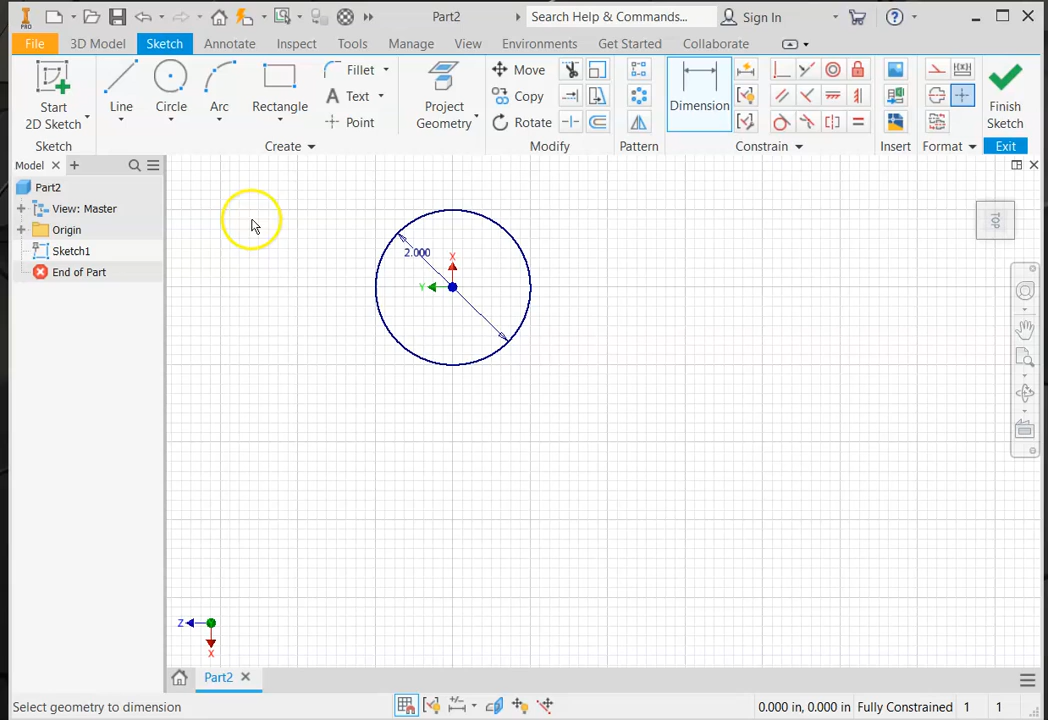 PRO
Part2
Search Help & Commands...
Sign In
File
3D Model
Sketch
Annotate
Inspect
Tools
Manage
View
Environments
Get Started
Collaborate
Start
2D Sketch
Line
Circle
Arc
Rectangle
Fillet
Text
Point
Project
Geometry
Move
Copy
Rotate
Dimension
Finish
Sketch
Sketch
Create
Modify
Pattern
Constrain
Insert
Format
Exit
Model
Part2
View: Master
Origin
Sketch1
End of Part
2.000
X
Y
TOP
Z
X
Part2
Select geometry to dimension
0.000 in, 0.000 in
Fully Constrained
1
1